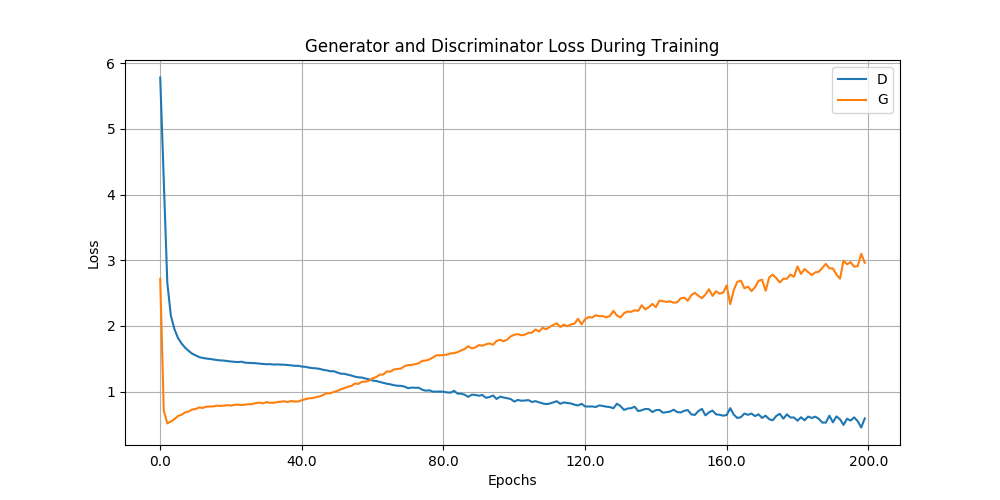 Generator and Discriminator Loss During Training
D
G
6
5
4
3
2
1
Loss
0.0 40.0 80.0 120.0 160.0 200.0
Epochs